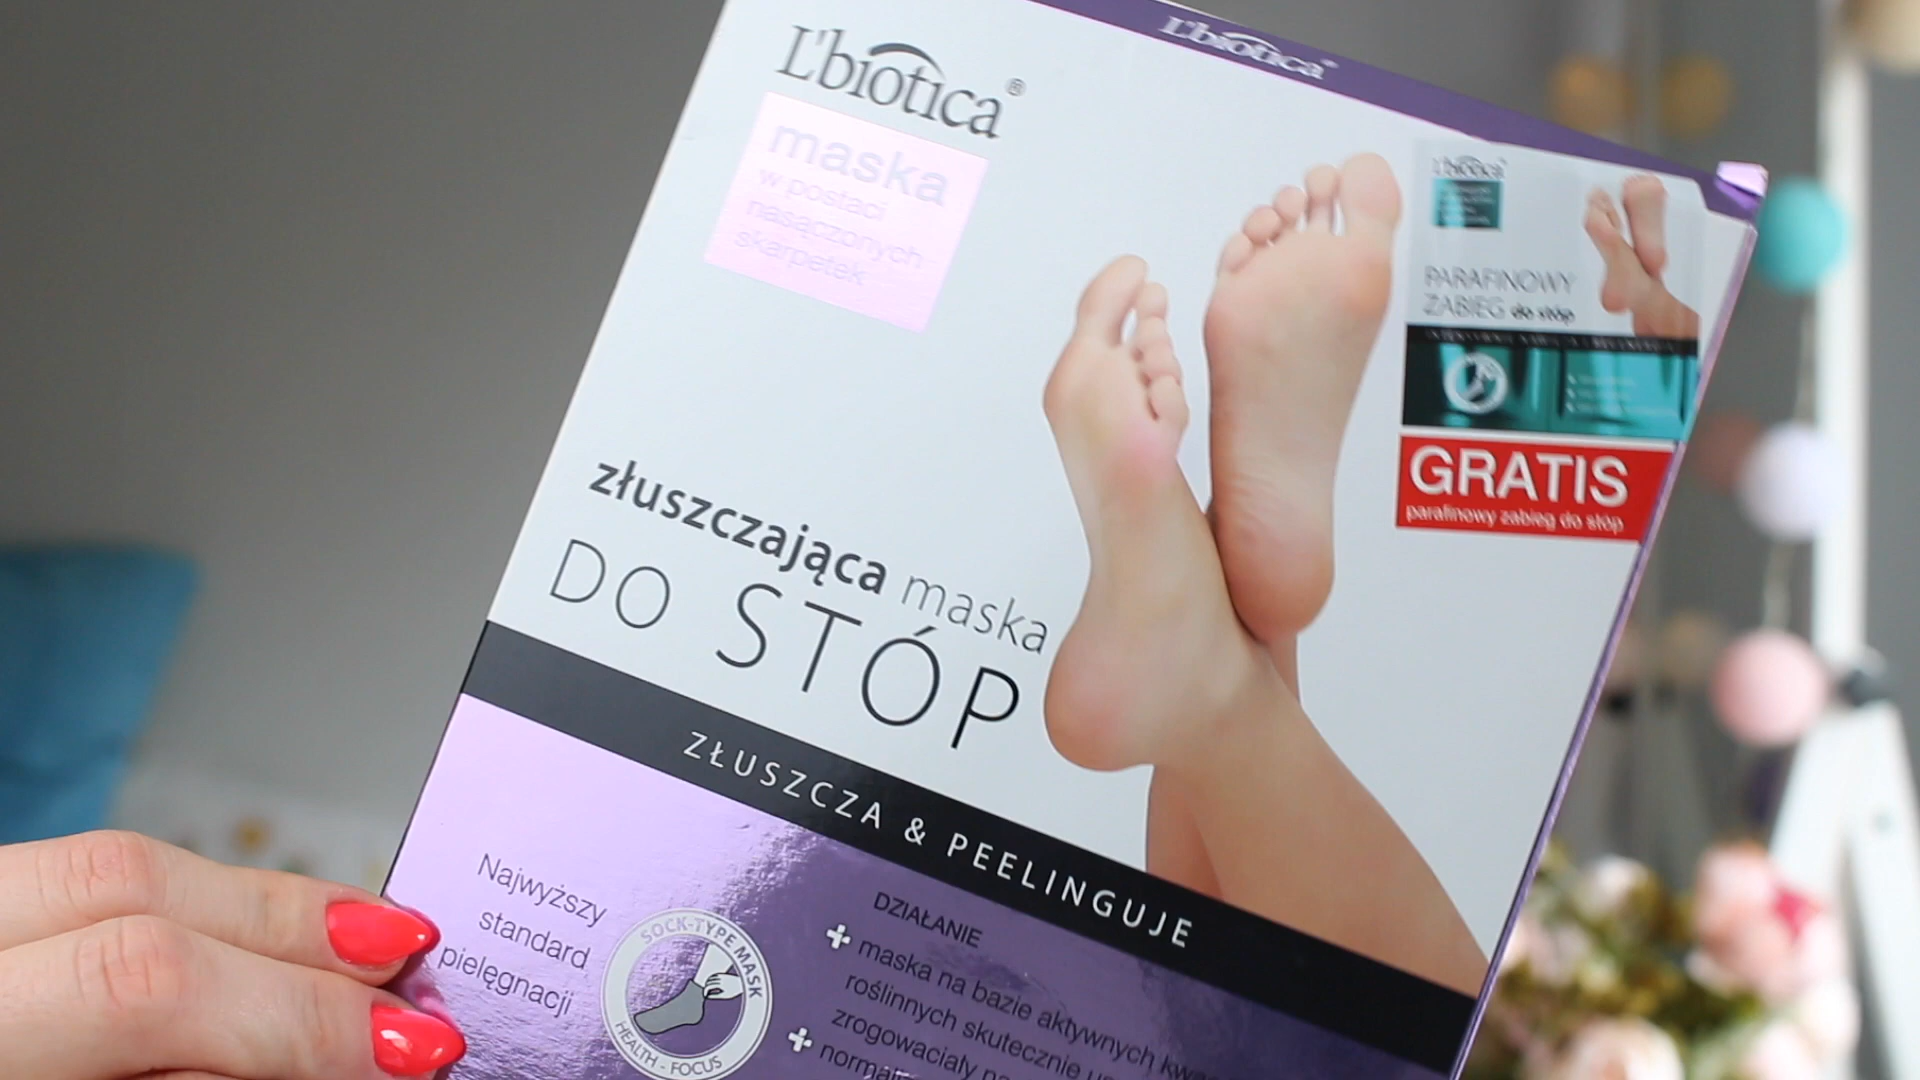 L'biotica®
L'biotica®
maska
w postaci
nasączonych
skarpetek
PARAFINOWY
ZABIEG do stóp
GRATIS
parafinowy zabieg do stóp
złuszczająca maska
DO STÓP
ZŁUSZCZA & PEELINGUJE
Najwyższy
standard
pielęgnacji
SOCK-TYPE MASK
HEALTH - FOCUS
DZIAŁANIE
maska na bazie aktywnych
roślinnych skutecznie
zrogowaciały